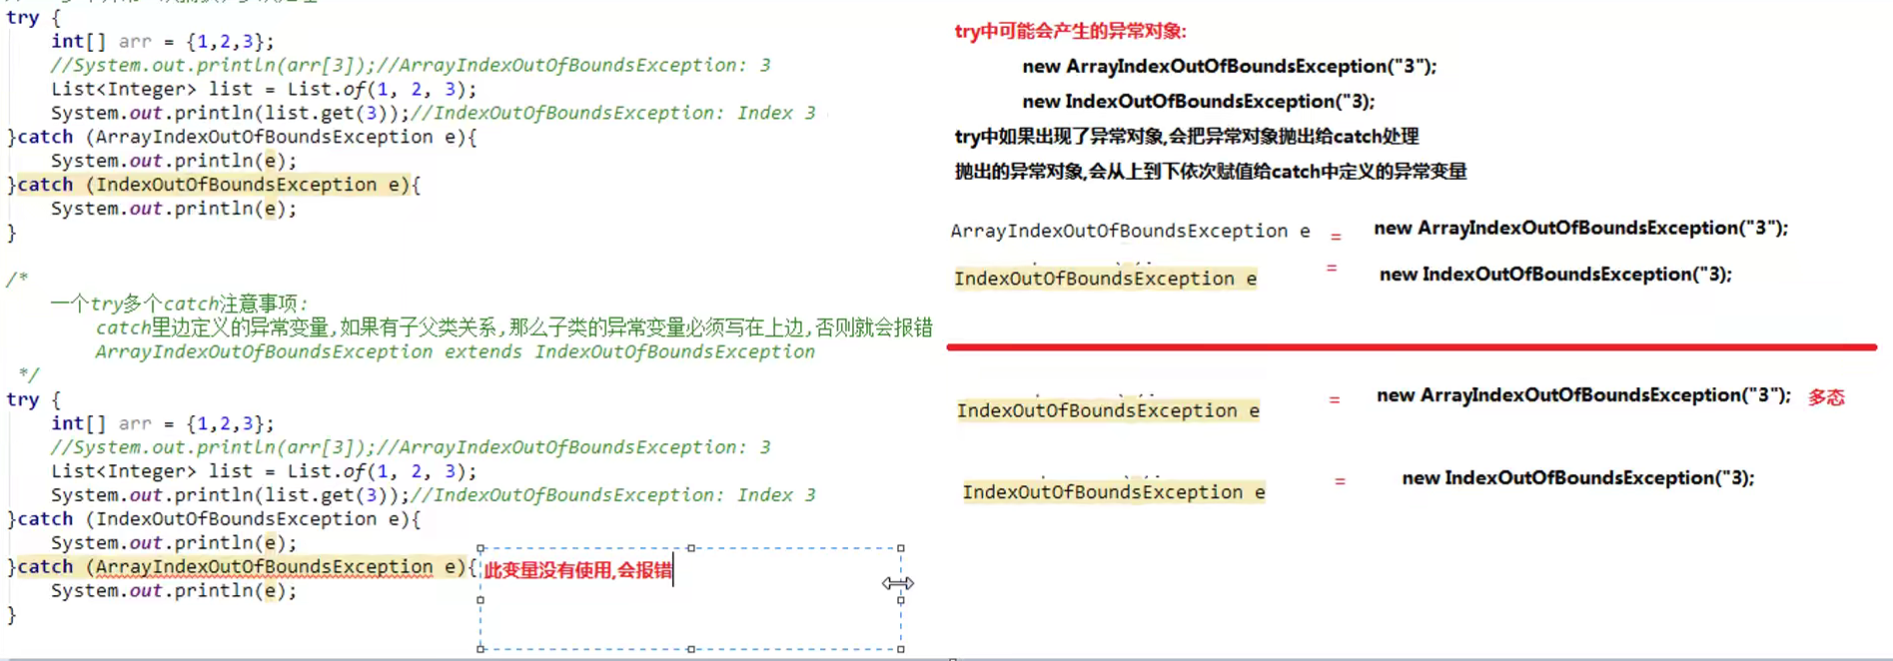 try {
int[] arr = {1,2,3};
//System.out.println(arr[3]);//ArrayIndexOutOfBoundsException: 3
List<Integer> list = List.of(1, 2, 3);
System.out.println(list.get(3));//IndexOutOfBoundsException: Index 3
}catch (ArrayIndexOutOfBoundsException e){
System.out.println(e);
}catch (IndexOutOfBoundsException e){
System.out.println(e);
}
/*
一个try多个catch注意事项:
catch里边定义的异常变量,如果有子父类关系,那么子类的异常变量必须写在上边,否则就会报错
ArrayIndexOutOfBoundsException extends IndexOutOfBoundsException
*/
try {
int[] arr = {1,2,3};
//System.out.println(arr[3]);//ArrayIndexOutOfBoundsException: 3
List<Integer> list = List.of(1, 2, 3);
System.out.println(list.get(3));//IndexOutOfBoundsException: Index 3
}catch (IndexOutOfBoundsException e){
System.out.println(e);
}catch (ArrayIndexOutOfBoundsException e){ 此变量没有使用,会报错
System.out.println(e);
}
try中可能会产生的异常对象:
new ArrayIndexOutOfBoundsException("3");
new IndexOutOfBoundsException("3);
try中如果出现了异常对象,会把异常对象抛出给catch处理
抛出的异常对象,会从上到下依次赋值给catch中定义的异常变量
ArrayIndexOutOfBoundsException e = new ArrayIndexOutOfBoundsException("3");
IndexOutOfBoundsException e = new IndexOutOfBoundsException("3);
IndexOutOfBoundsException e = new ArrayIndexOutOfBoundsException("3"); 多态
IndexOutOfBoundsException e = new IndexOutOfBoundsException("3);